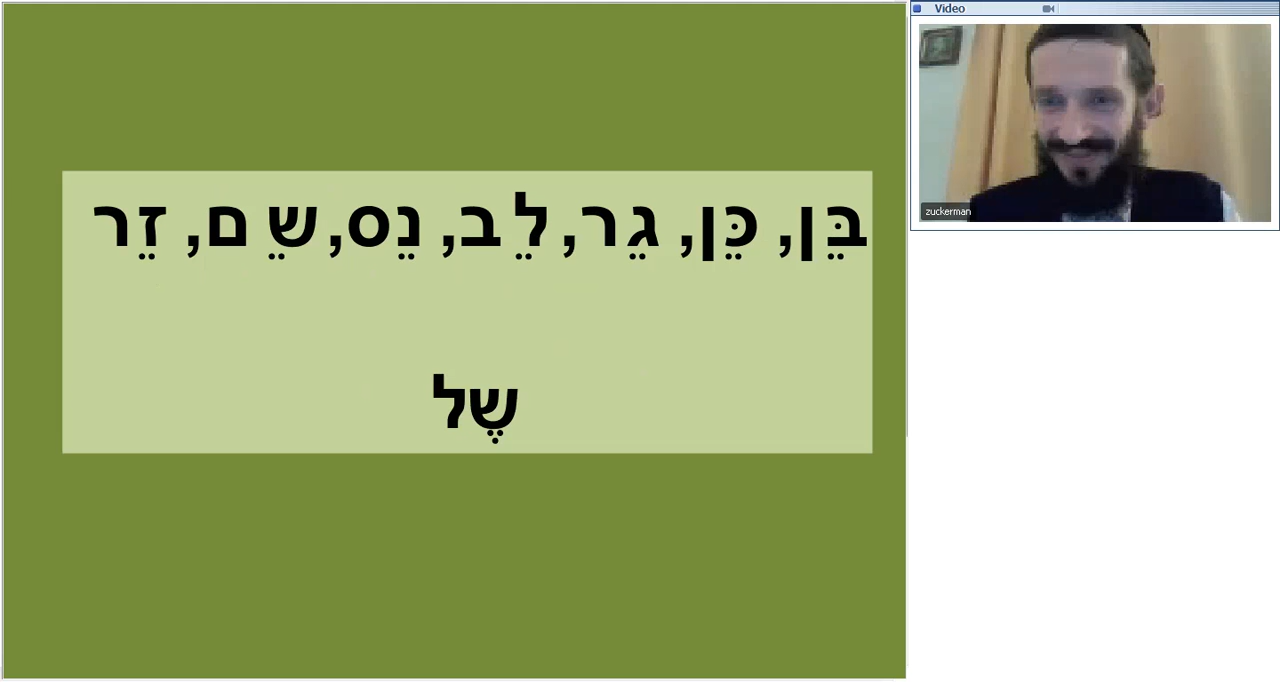 בֵּן, כֵּן, גֵר, לֵב, נֵס, שֵם, זֵר
שֶל
Video
zuckerman